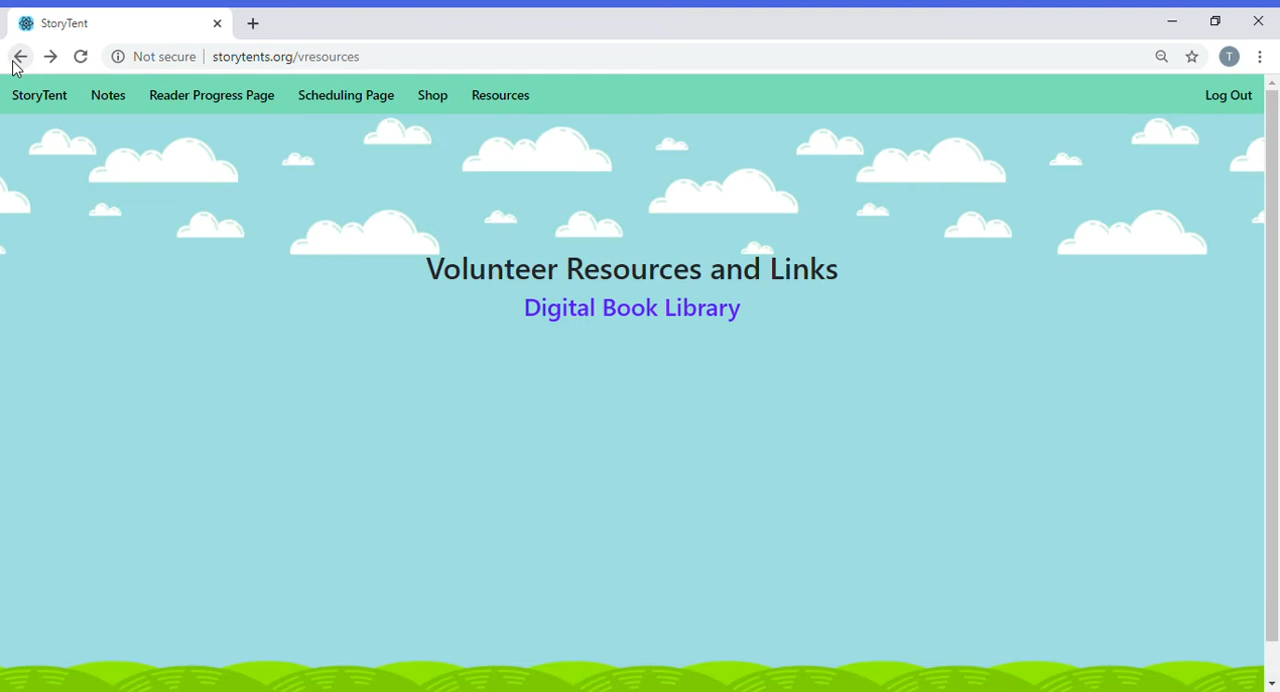 StoryTent
Not secure storytents.org/vresources T
StoryTent Notes Reader Progress Page Scheduling Page Shop Resources Log Out
Volunteer Resources and Links
Digital Book Library